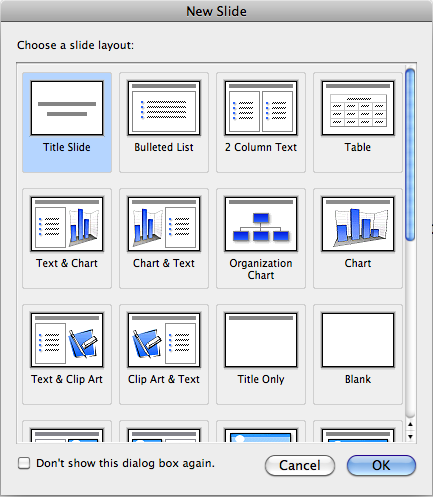 New Slide
Choose a slide layout:
Title Slide
Bulleted List
2 Column Text
Table
Text & Chart
Chart & Text
Organization
Chart
Chart
Text & Clip Art
Clip Art & Text
Title Only
Blank
Don't show this dialog box again.
Cancel
OK